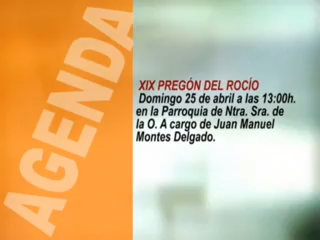 AGENDA
XIX PREGÓN DEL ROCÍO
Domingo 25 de abril a las 13:00h.
en la Parroquia de Ntra. Sra. de
la O. A cargo de Juan Manuel
Montes Delgado.